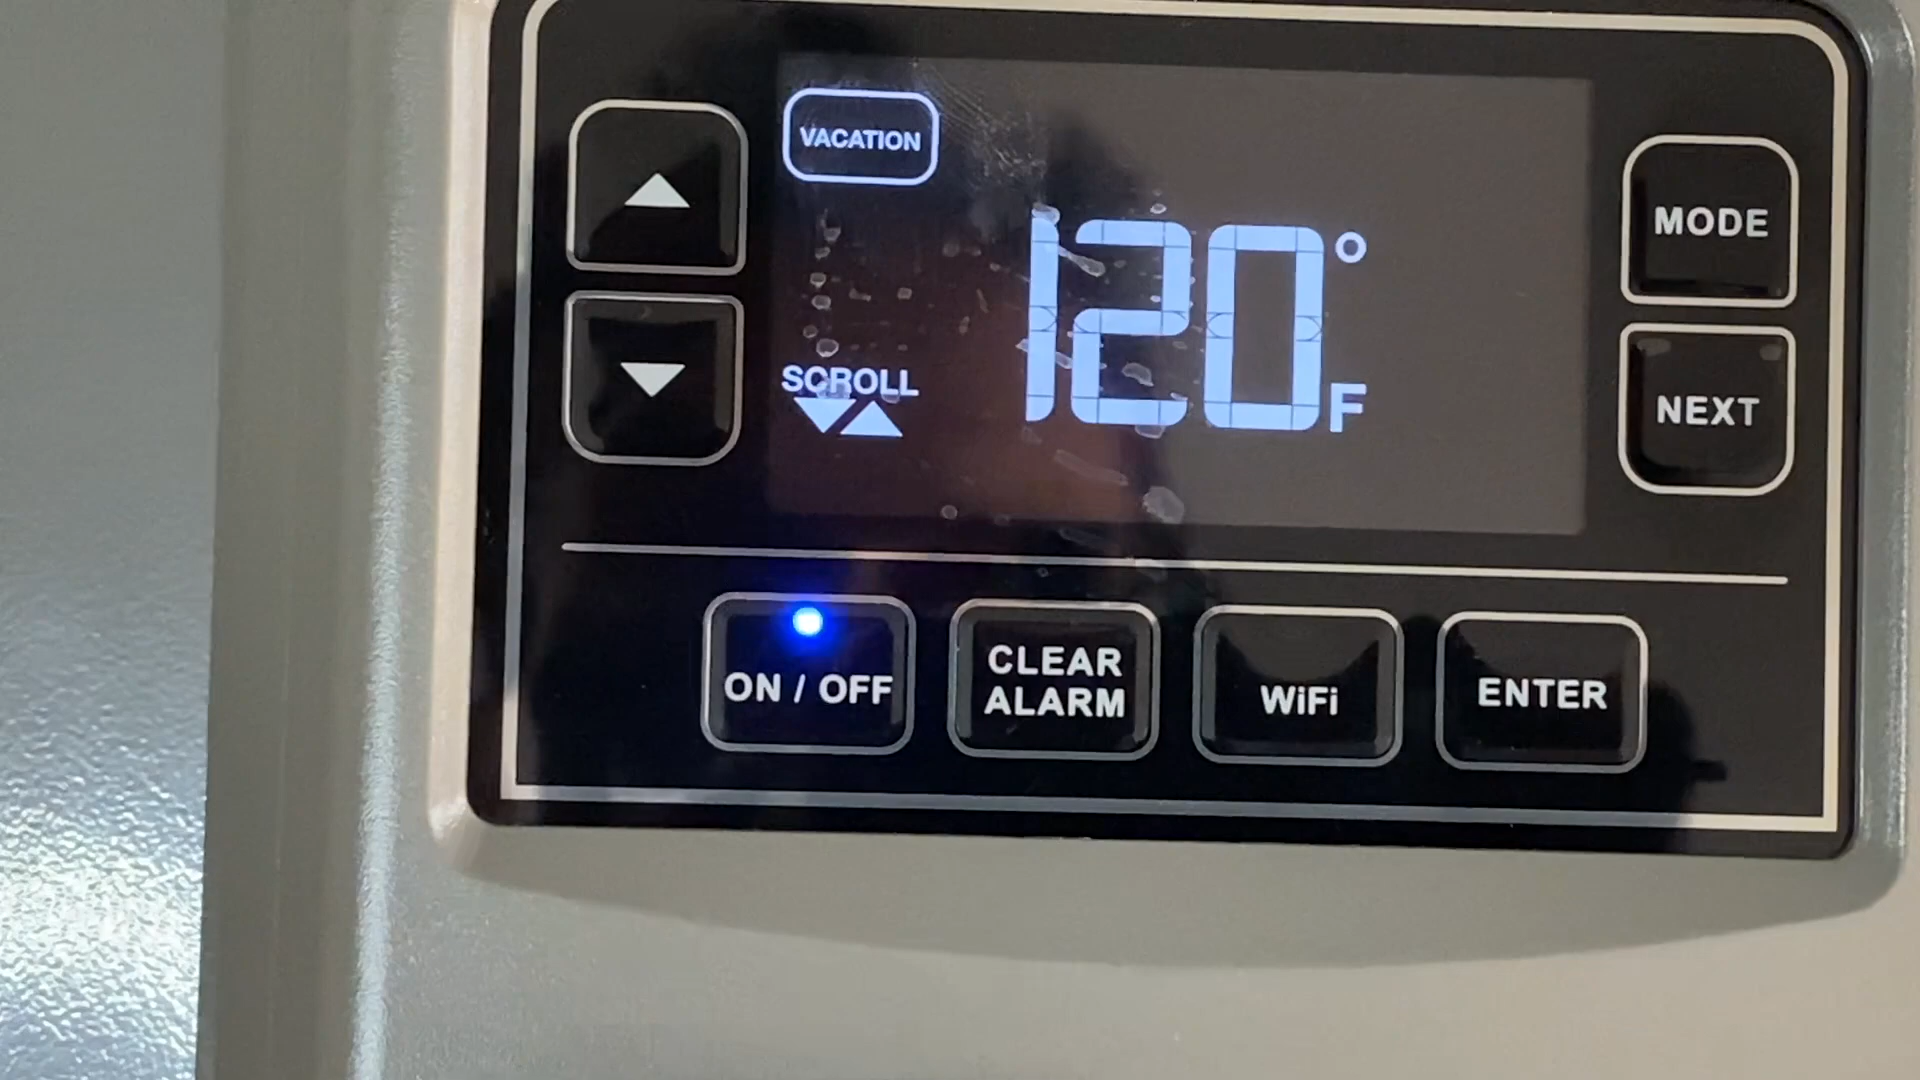 VACATION
120°F
SCROLL
MODE
NEXT
ON / OFF
CLEAR
ALARM
WiFi
ENTER